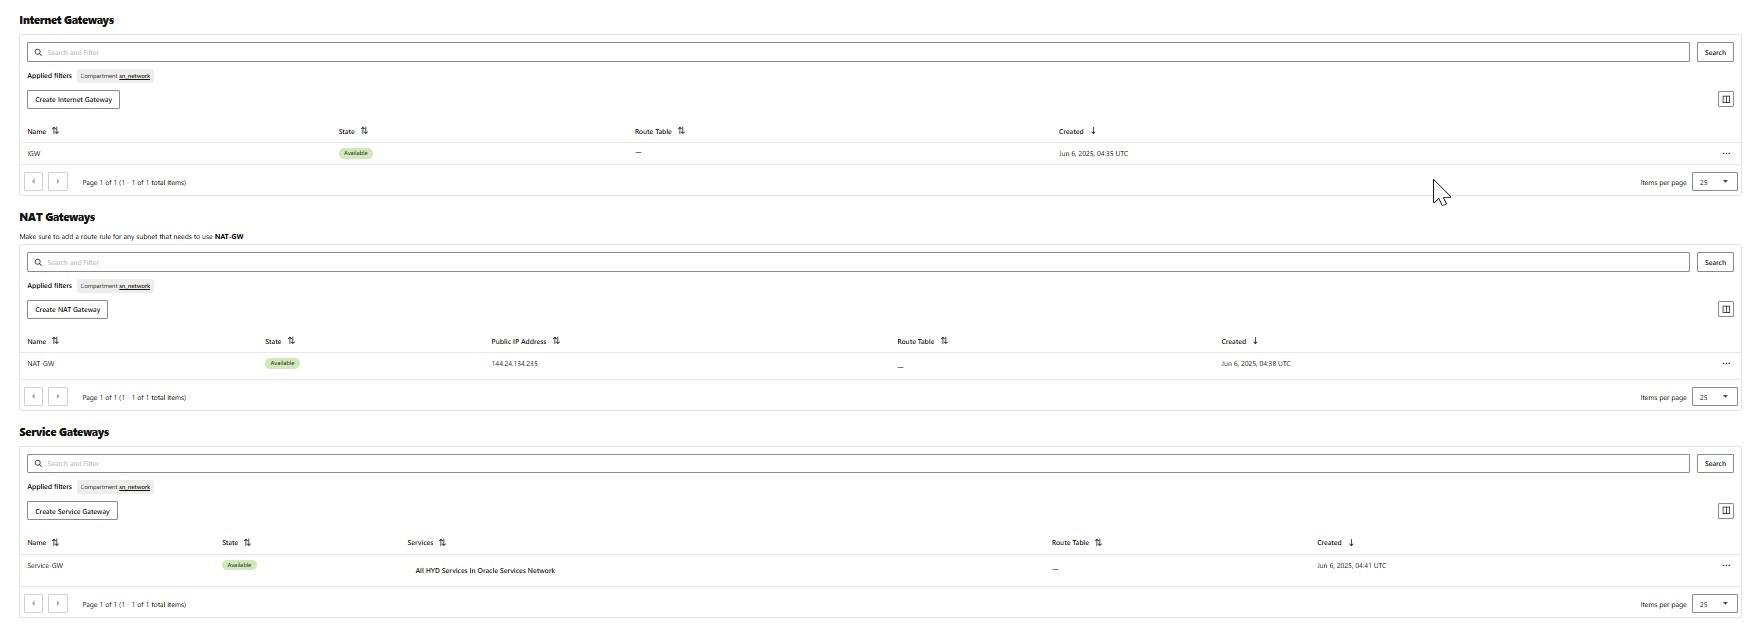 Internet Gateways
Search and Filter
Search
Applied filters Compartment sn_network
Create Internet Gateway
Name State Route Table Created
IGW Available — Jun 6, 2025, 04:35 UTC ...
Page 1 of 1 (1 - 1 of 1 total items) Items per page 25
NAT Gateways
Make sure to add a route rule for any subnet that needs to use NAT-GW
Search and Filter
Search
Applied filters Compartment sn_network
Create NAT Gateway
Name State Public IP Address Route Table Created
NAT-GW Available 144.24.134.235 — Jun 6, 2025, 04:38 UTC ...
Page 1 of 1 (1 - 1 of 1 total items) Items per page 25
Service Gateways
Search and Filter
Search
Applied filters Compartment sn_network
Create Service Gateway
Name State Services Route Table Created
Service-GW Available All HYD Services In Oracle Services Network — Jun 6, 2025, 04:41 UTC ...
Page 1 of 1 (1 - 1 of 1 total items) Items per page 25